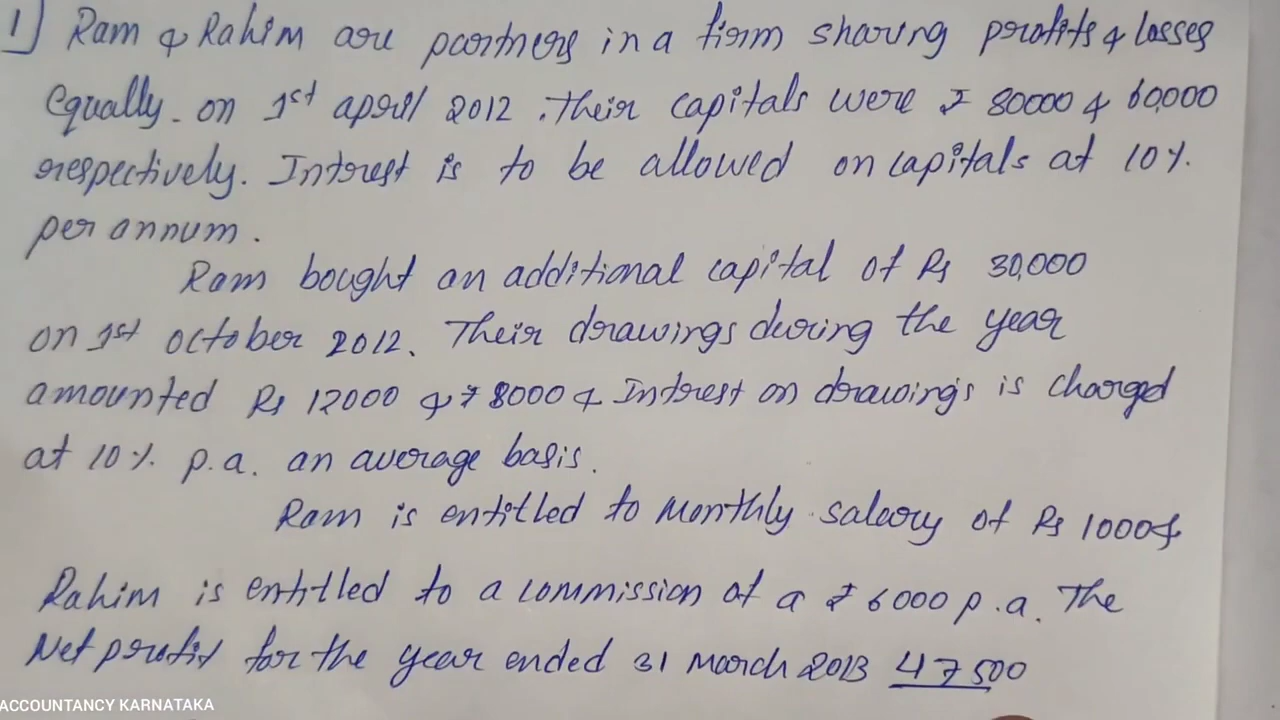 1] Ram & Rahim are partners in a firm sharing profits & losses
Equally. on 1st april 2012. Their capitals were ₹ 80000 & 60,000
respectively. Interest is to be allowed on capitals at 10%
per annum.
Ram bought an additional capital of Rs 30,000
on 1st october 2012. Their drawings during the year
amounted Rs 12000 & ₹ 8000 & Interest on drawings is charged
at 10% p.a. an average basis.
Ram is entitled to Monthly salary of Rs 1000 &
Rahim is entitled to a commission of a ₹ 6000 p.a. The
Net profit for the year ended 31 March 2013 47500
ACCOUNTANCY KARNATAKA